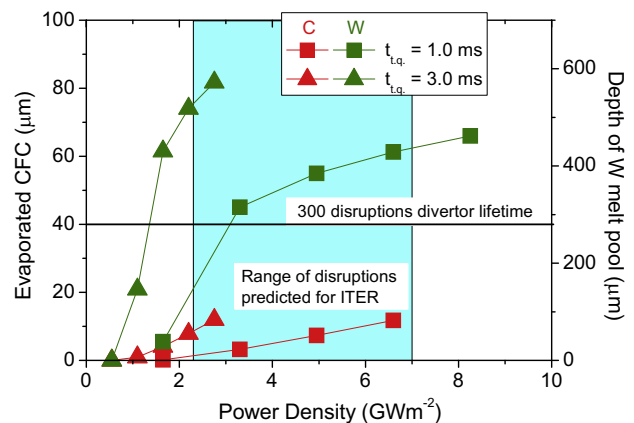 C W
t_t.q. = 1.0 ms
t_t.q. = 3.0 ms
100
80
60
40
20
0
Evaporated CFC (μm)
600
400
200
0
Depth of W melt pool
(μm)
300 disruptions divertor lifetime
Range of disruptions
predicted for ITER
0 2 4 6 8 10
Power Density (GWm⁻²)